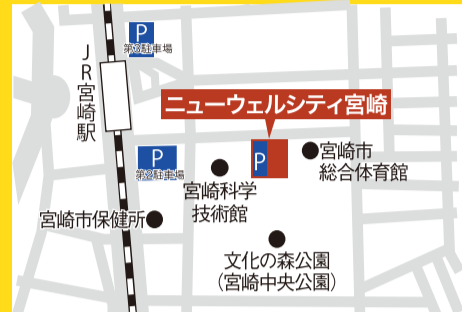 P
第3駐車場
JR宮崎駅
ニューウェルシティ宮崎
P
第2駐車場
P
宮崎市
総合体育館
宮崎科学
技術館
宮崎市保健所
文化の森公園
(宮崎中央公園)